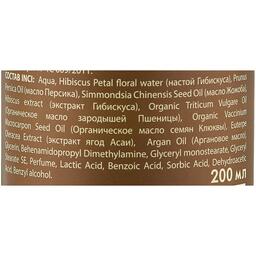 ТС 009/2011.
СОСТАВ INCI: Aqua, Hibiscus Petal floral water (настой Гибискуса), Prunus
Persica Oil (масло Персика), Simmondsia Chinensis Seed Oil (масло Жожоба),
Hibiscus extract (экстракт Гибискуса), Organic Triticum Vulgare Oil
(Органическое масло зародышей Пшеницы), Organic Vaccinium
Macrocarpon Seed Oil (Органическое масло семян Клюквы), Euterpe
Oleracea Extract (экстракт ягод Асаи), Argan Oil (Аргановое масло),
Glycerin, Behenamidopropyl Dimethylamine, Glyceryl monostearate, Glyceryl
Stearate SE, Perfume, Lactic Acid, Benzoic Acid, Sorbic Acid, Dehydroacetic
Acid, Benzyl alcohol.
200 МЛ